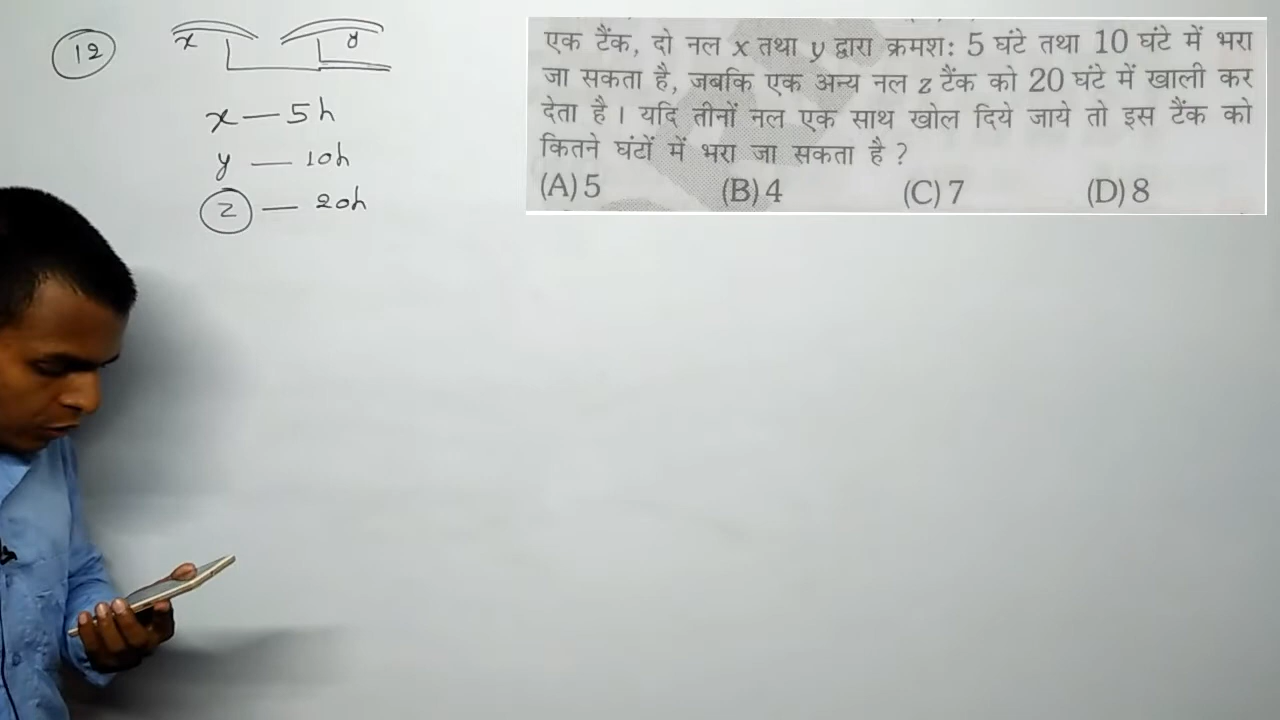 12
x y
x — 5h
y — 10h
z — 20h
एक टैंक, दो नल x तथा y द्वारा क्रमश: 5 घंटे तथा 10 घंटे में भरा
जा सकता है, जबकि एक अन्य नल z टैंक को 20 घंटे में खाली कर
देता है। यदि तीनों नल एक साथ खोल दिये जाये तो इस टैंक को
कितने घंटों में भरा जा सकता है ?
(A) 5 (B) 4 (C) 7 (D) 8